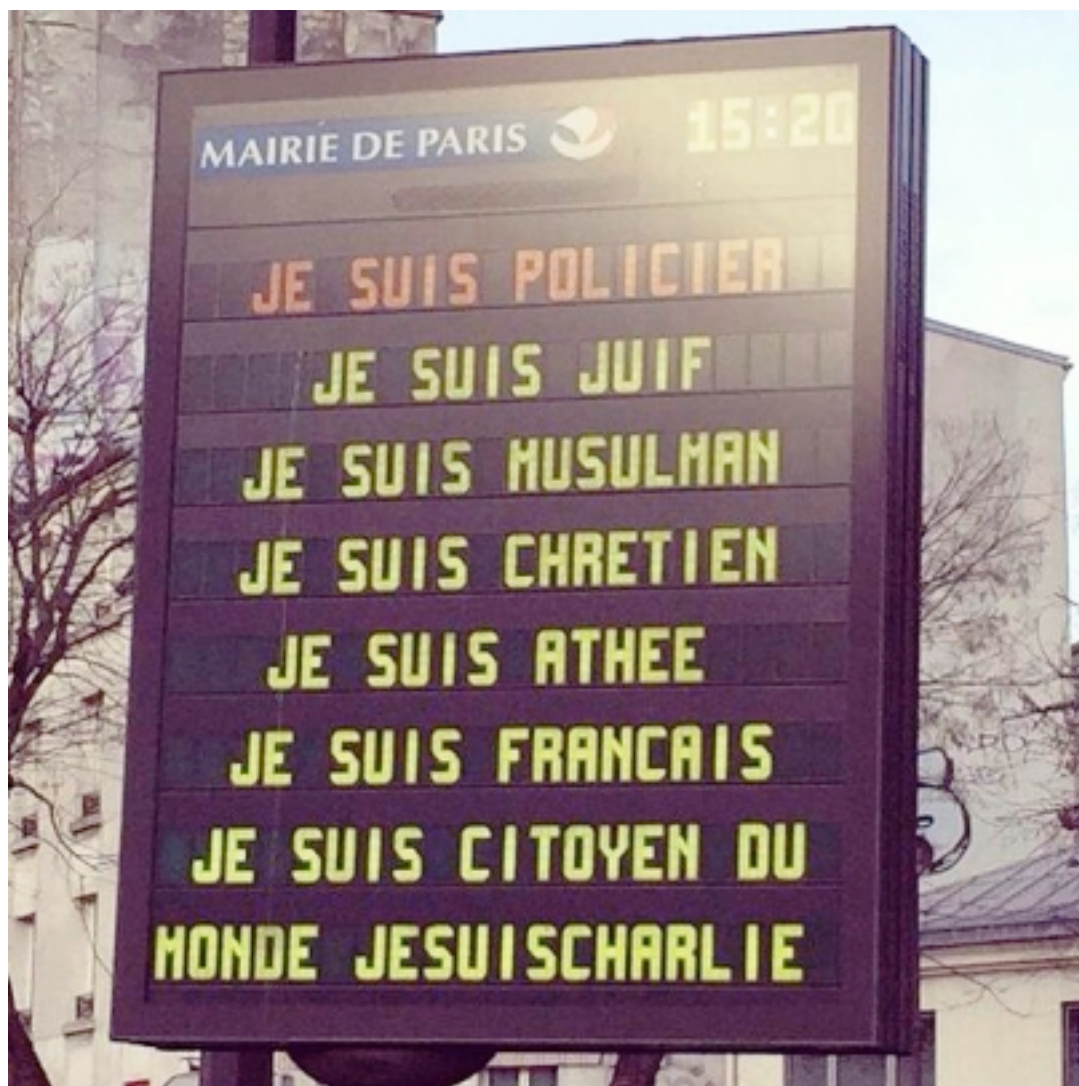 MAIRIE DE PARIS
15:20
JE SUIS POLICIER
JE SUIS JUIF
JE SUIS MUSULMAN
JE SUIS CHRETIEN
JE SUIS ATHEE
JE SUIS FRANCAIS
JE SUIS CITOYEN DU
MONDE JESUISCHARLIE